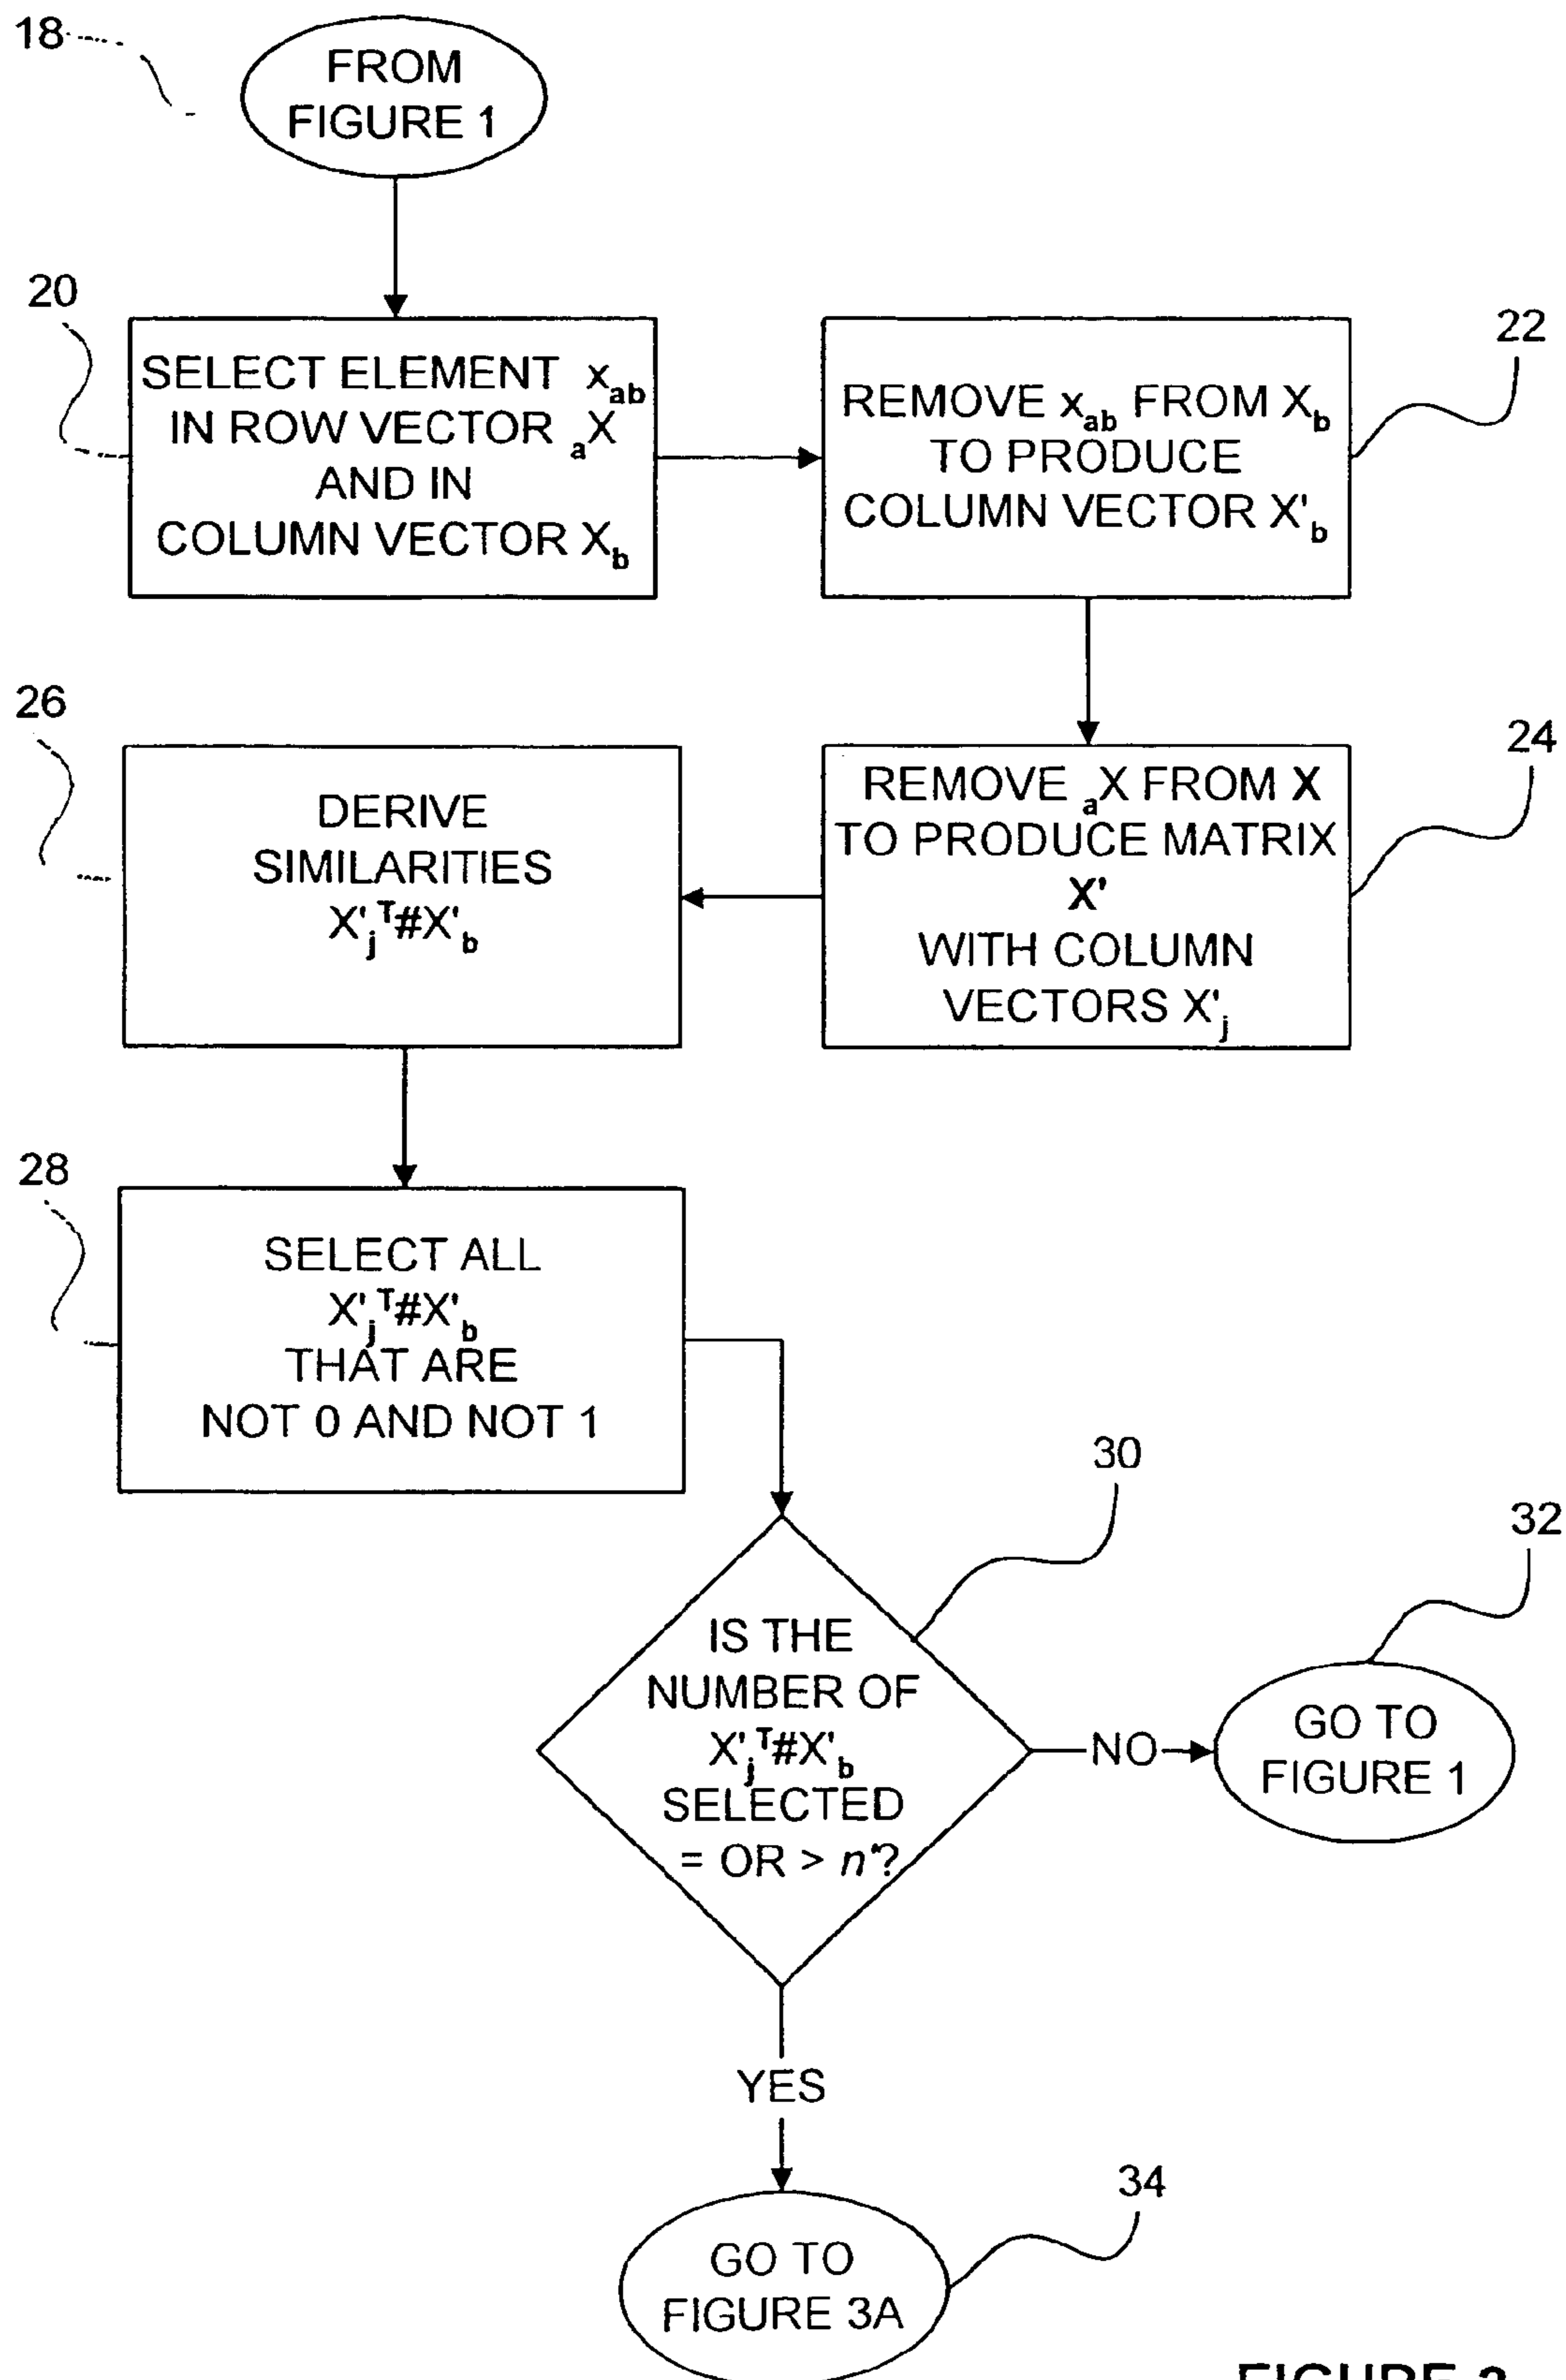 18
FROM
FIGURE 1
20
SELECT ELEMENT x_ab
IN ROW VECTOR _aX
AND IN
COLUMN VECTOR X_b
22
REMOVE x_ab FROM X_b
TO PRODUCE
COLUMN VECTOR X'_b
24
REMOVE _aX FROM X
TO PRODUCE MATRIX
X'
WITH COLUMN
VECTORS X'_j
26
DERIVE
SIMILARITIES
X'_j^T#X'_b
28
SELECT ALL
X'_j^T#X'_b
THAT ARE
NOT 0 AND NOT 1
30
IS THE
NUMBER OF
X'_j^T#X'_b
SELECTED
= OR > n'?
NO
32
GO TO
FIGURE 1
YES
34
GO TO
FIGURE 3A